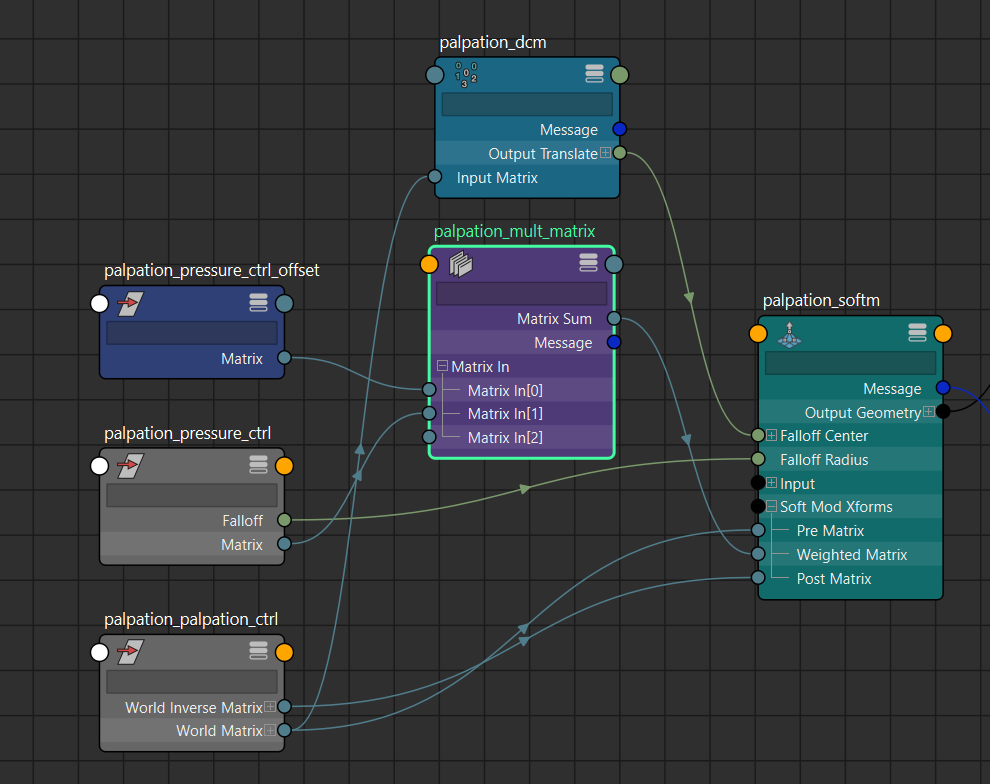 palpation_dcm
Message
Output Translate
Input Matrix
palpation_mult_matrix
Matrix Sum
Message
Matrix In
Matrix In[0]
Matrix In[1]
Matrix In[2]
palpation_pressure_ctrl_offset
Matrix
palpation_pressure_ctrl
Falloff
Matrix
palpation_palpation_ctrl
World Inverse Matrix
World Matrix
palpation_softm
Message
Output Geometry
Falloff Center
Falloff Radius
Input
Soft Mod Xforms
Pre Matrix
Weighted Matrix
Post Matrix